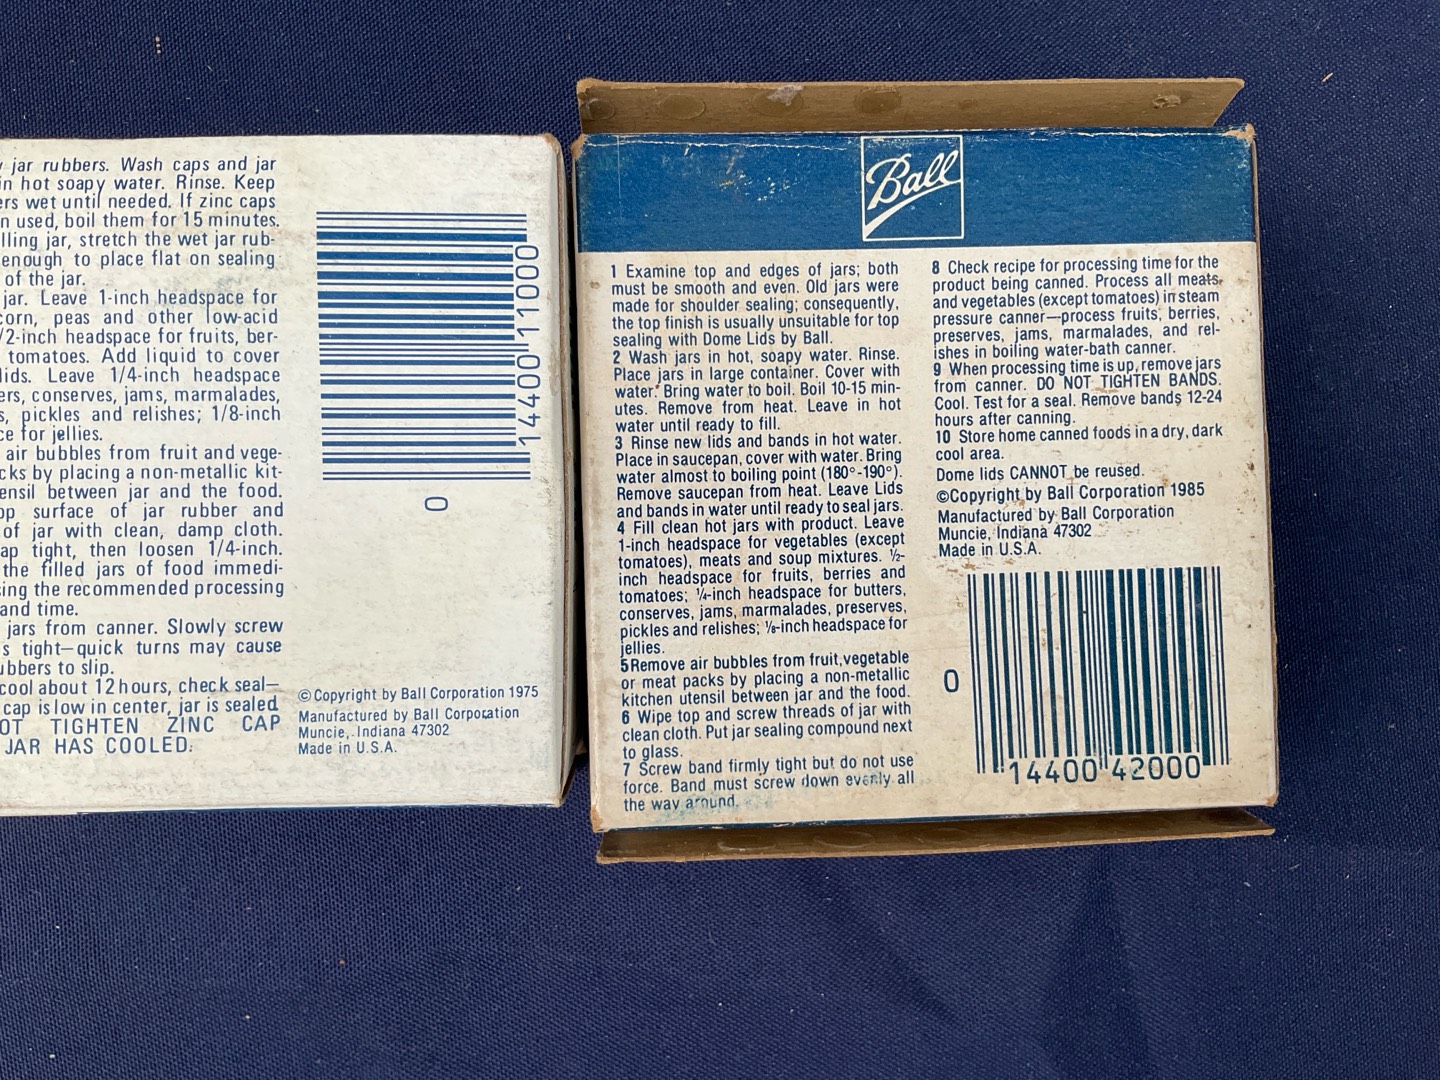 jar rubbers. Wash caps and jar
in hot soapy water. Rinse. Keep
ers wet until needed. If zinc caps
n used, boil them for 15 minutes.
lling jar, stretch the wet jar rub-
enough to place flat on sealing
of the jar.
jar. Leave 1-inch headspace for
corn, peas and other low-acid
/2-inch headspace for fruits, ber-
tomatoes. Add liquid to cover
lids. Leave 1/4-inch headspace
ers, conserves, jams, marmalades,
s, pickles and relishes; 1/8-inch
ce for jellies.
air bubbles from fruit and vege-
cks by placing a non-metallic kit-
ensil between jar and the food.
op surface of jar rubber and
of jar with clean, damp cloth.
ap tight, then loosen 1/4-inch.
the filled jars of food immedi-
sing the recommended processing
and time.
jars from canner. Slowly screw
s tight—quick turns may cause
ubbers to slip.
cool about 12 hours, check seal—
cap is low in center, jar is sealed
OT TIGHTEN ZINC CAP
JAR HAS COOLED.
0 14400 11000
©Copyright by Ball Corporation 1975
Manufactured by Ball Corporation
Muncie, Indiana 47302
Made in U.S.A.
Ball
1 Examine top and edges of jars; both
must be smooth and even. Old jars were
made for shoulder sealing; consequently,
the top finish is usually unsuitable for top
sealing with Dome Lids by Ball.
2 Wash jars in hot, soapy water. Rinse.
Place jars in large container. Cover with
water. Bring water to boil. Boil 10-15 min-
utes. Remove from heat. Leave in hot
water until ready to fill.
3 Rinse new lids and bands in hot water.
Place in saucepan, cover with water. Bring
water almost to boiling point (180°-190°).
Remove saucepan from heat. Leave Lids
and bands in water until ready to seal jars.
4 Fill clean hot jars with product. Leave
1-inch headspace for vegetables (except
tomatoes), meats and soup mixtures. ½-
inch headspace for fruits, berries and
tomatoes; ¼-inch headspace for butters,
conserves, jams, marmalades, preserves,
pickles and relishes; ⅛-inch headspace for
jellies.
5Remove air bubbles from fruit,vegetable
or meat packs by placing a non-metallic
kitchen utensil between jar and the food.
6 Wipe top and screw threads of jar with
clean cloth. Put jar sealing compound next
to glass.
7 Screw band firmly tight but do not use
force. Band must screw down evenly all
the way around.
8 Check recipe for processing time for the
product being canned. Process all meats
and vegetables (except tomatoes) in steam
pressure canner—process fruits, berries,
preserves, jams, marmalades, and rel-
ishes in boiling water-bath canner.
9 When processing time is up, remove jars
from canner. DO NOT TIGHTEN BANDS.
Cool. Test for a seal. Remove bands 12-24
hours after canning.
10 Store home canned foods in a dry, dark
cool area.
Dome lids CANNOT be reused.
©Copyright by Ball Corporation 1985
Manufactured by Ball Corporation
Muncie, Indiana 47302
Made in U.S.A.
0 14400 42000